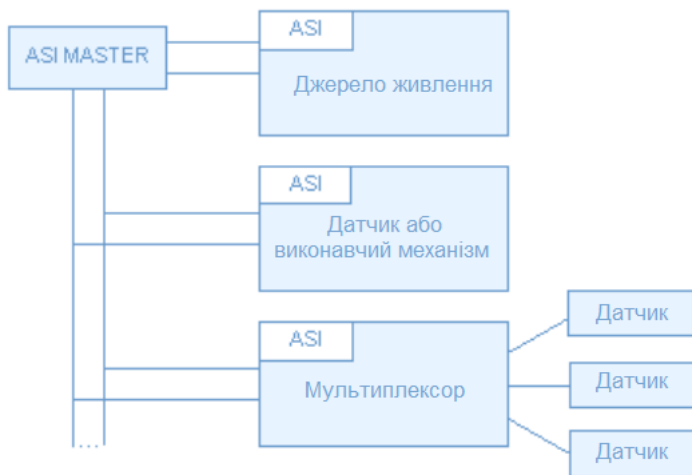 ASI MASTER
ASI
Джерело живлення
ASI
Датчик або
виконавчий механізм
ASI
Мультиплексор
Датчик
Датчик
Датчик
...